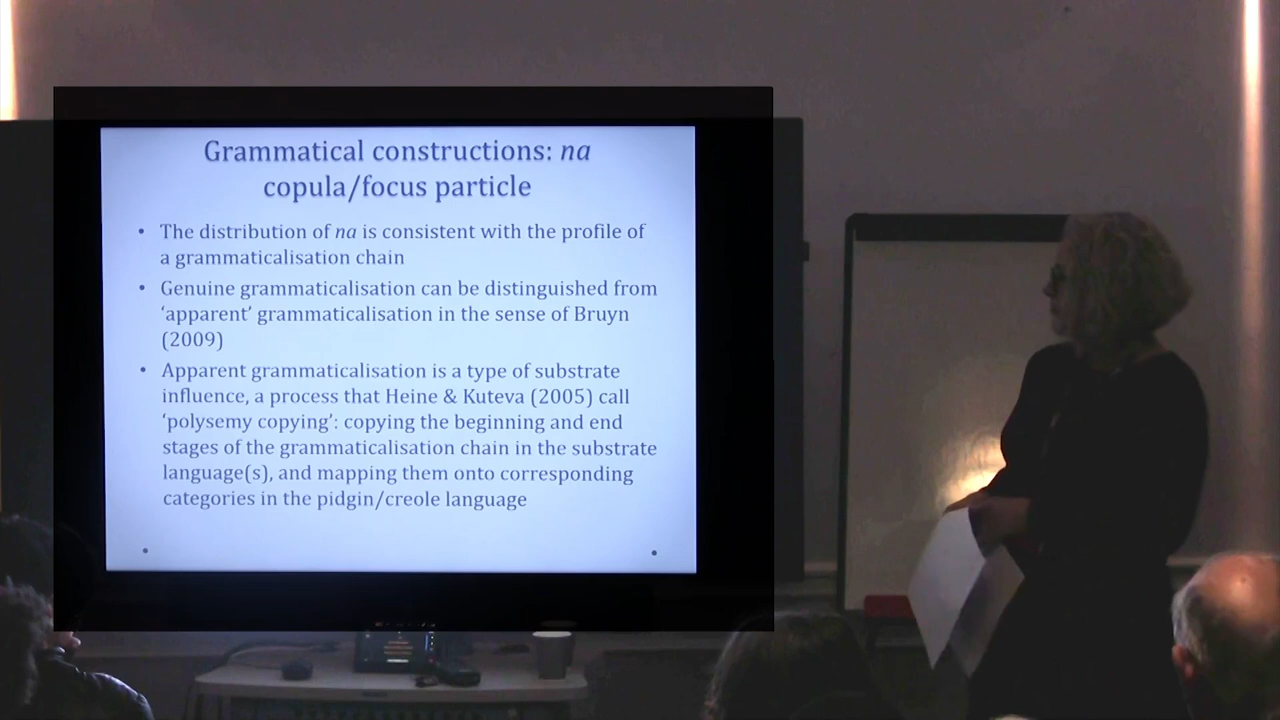 Grammatical constructions: na
copula/focus particle
• The distribution of na is consistent with the profile of
a grammaticalisation chain
• Genuine grammaticalisation can be distinguished from
‘apparent’ grammaticalisation in the sense of Bruyn
(2009)
• Apparent grammaticalisation is a type of substrate
influence, a process that Heine & Kuteva (2005) call
‘polysemy copying’: copying the beginning and end
stages of the grammaticalisation chain in the substrate
language(s), and mapping them onto corresponding
categories in the pidgin/creole language